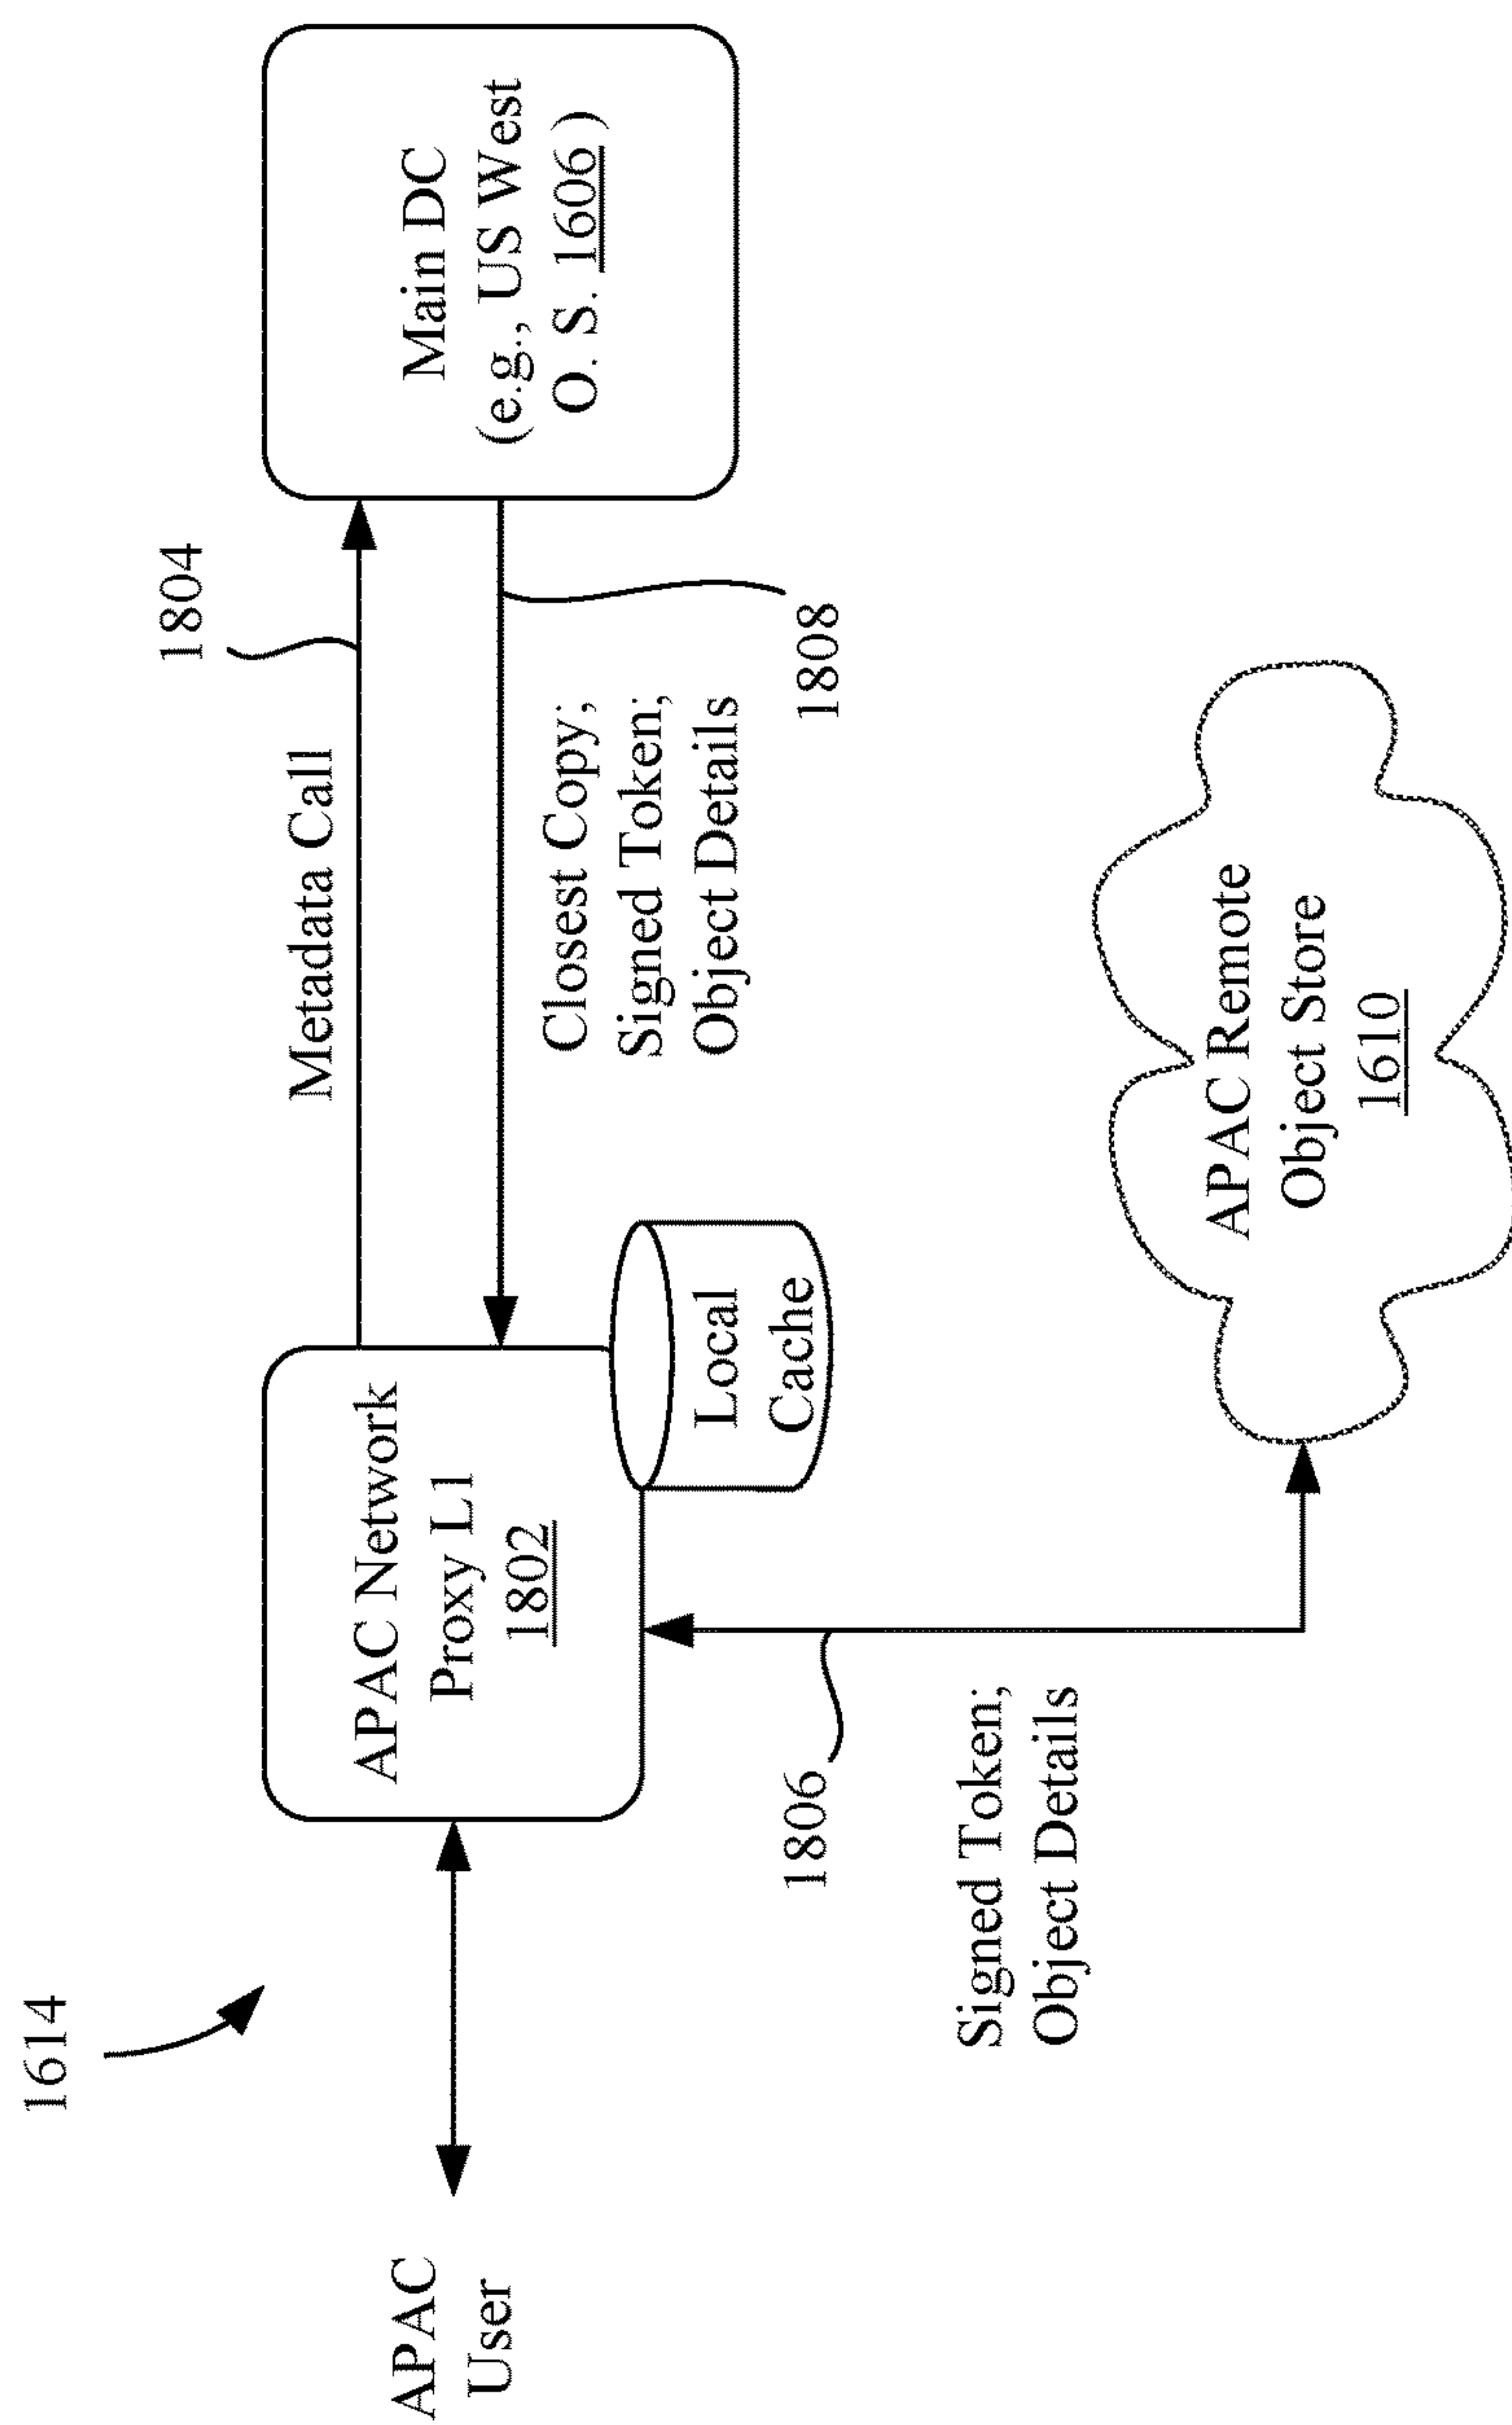 1614
APAC
User
APAC Network
Proxy L1
1802
Local
Cache
Metadata Call
1804
Closest Copy;
Signed Token;
Object Details
1808
Main DC
(e.g., US West
O. S. 1606 )
1806
Signed Token;
Object Details
APAC Remote
Object Store
1610